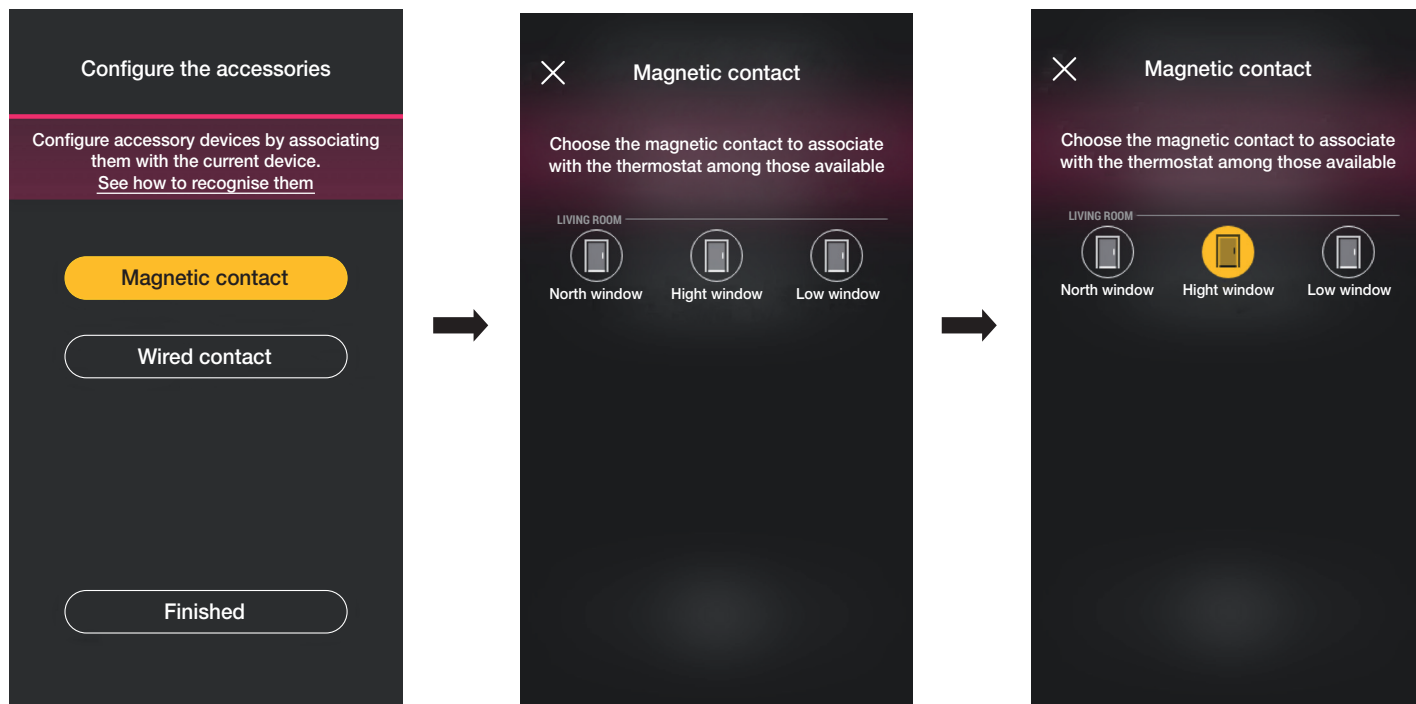 Configure the accessories
Configure accessory devices by associating
them with the current device.
See how to recognise them
Magnetic contact
Wired contact
Finished
Magnetic contact
Choose the magnetic contact to associate
with the thermostat among those available
LIVING ROOM
North window Hight window Low window
Magnetic contact
Choose the magnetic contact to associate
with the thermostat among those available
LIVING ROOM
North window Hight window Low window